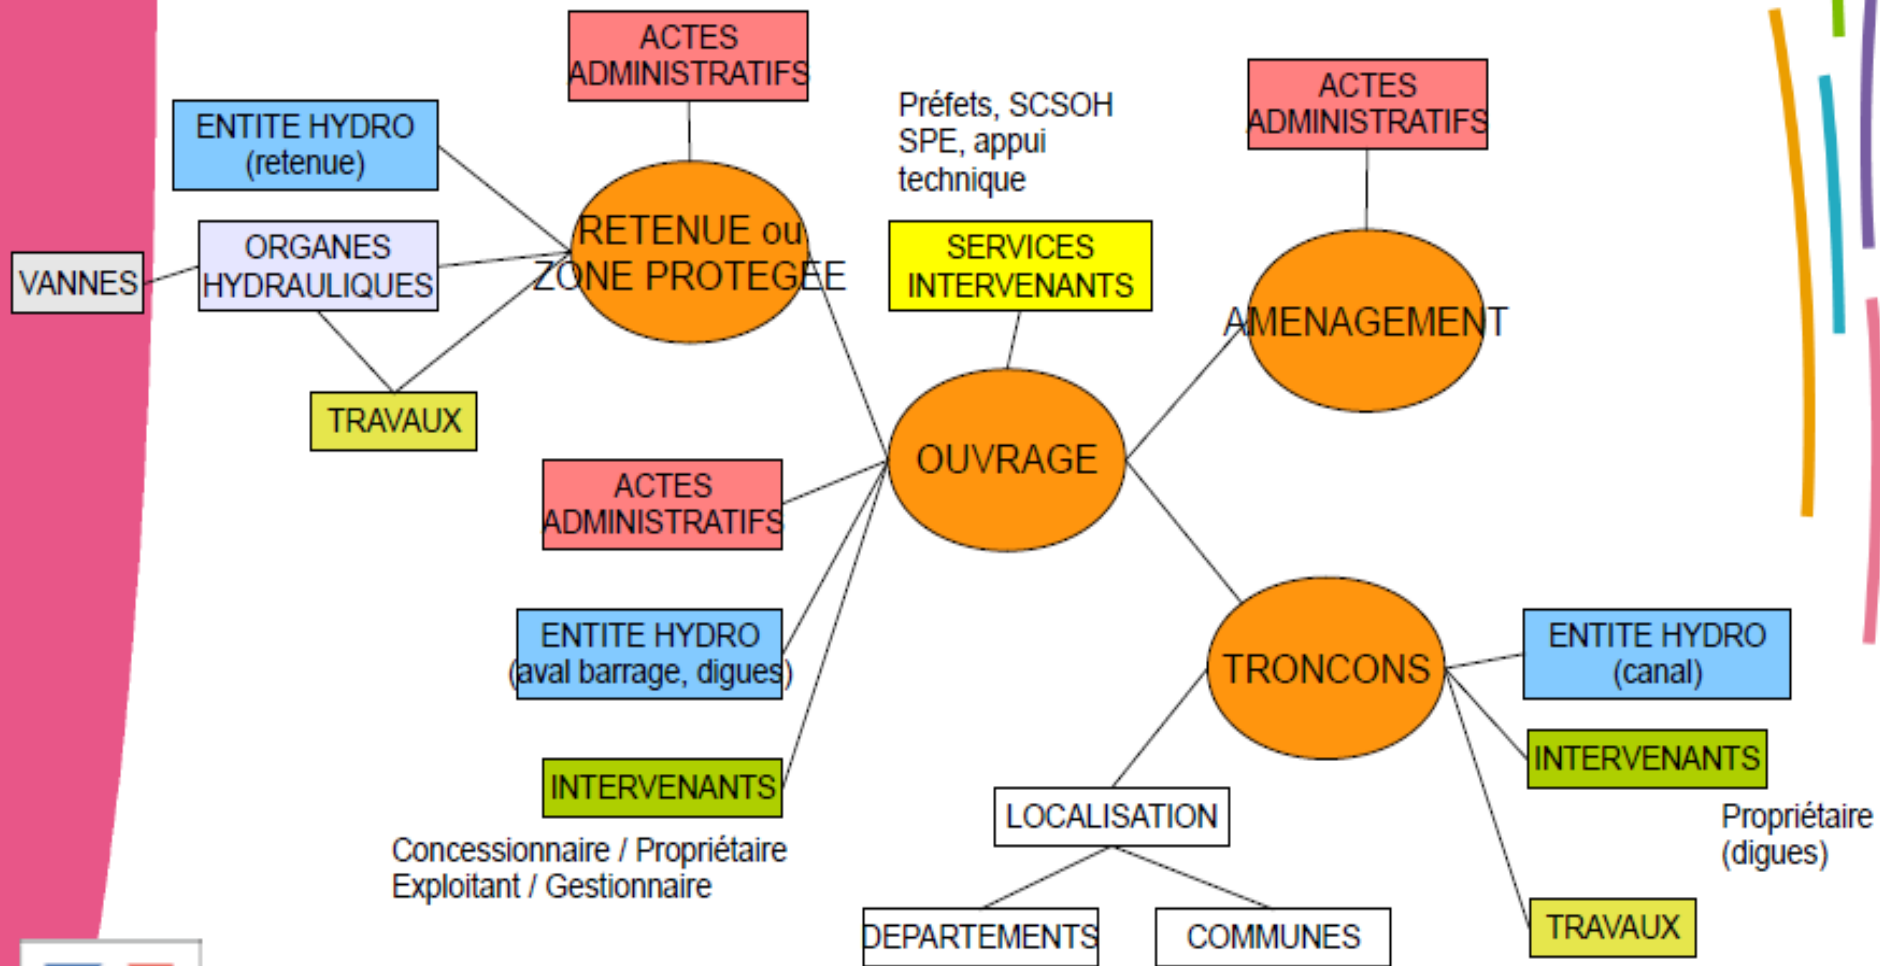 ACTES
ADMINISTRATIFS
ENTITE HYDRO
(retenue)
Préfets, SCSOH
SPE, appui
technique
ACTES
ADMINISTRATIFS
VANNES
ORGANES
HYDRAULIQUES
RETENUE ou
ZONE PROTEGEE
SERVICES
INTERVENANTS
AMENAGEMENT
TRAVAUX
OUVRAGE
ACTES
ADMINISTRATIFS
ENTITE HYDRO
(aval barrage, digues)
TRONCONS
ENTITE HYDRO
(canal)
INTERVENANTS
Concessionnaire / Propriétaire
Exploitant / Gestionnaire
INTERVENANTS
Propriétaire
(digues)
LOCALISATION
DEPARTEMENTS
COMMUNES
TRAVAUX